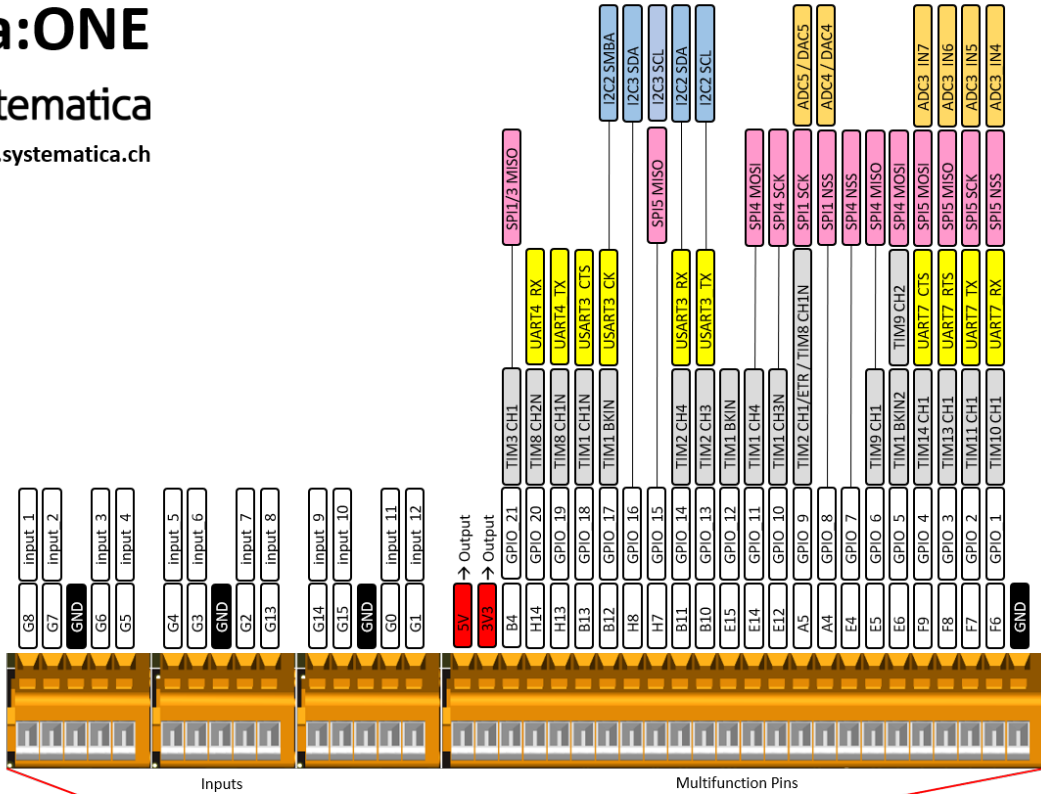 a:ONE
tematica
.systematica.ch
I2C2 SMBA
I2C3 SDA
I2C3 SCL
I2C2 SDA
I2C2 SCL
ADC5 / DAC5
ADC4 / DAC4
ADC3 IN7
ADC3 IN6
ADC3 IN5
ADC3 IN4
SPI1/3 MISO
SPI5 MISO
SPI4 MOSI
SPI4 SCK
SPI1 SCK
SPI1 NSS
SPI4 NSS
SPI4 MISO
SPI4 MOSI
SPI5 MOSI
SPI5 MISO
SPI5 SCK
SPI5 NSS
UART4 RX
UART4 TX
USART3 CTS
USART3 CK
USART3 RX
USART3 TX
TIM9 CH2
UART7 CTS
UART7 RTS
UART7 TX
UART7 RX
TIM3 CH1
TIM8 CH2N
TIM8 CH1N
TIM1 CH1N
TIM1 BKIN
TIM2 CH4
TIM2 CH3
TIM1 BKIN
TIM1 CH4
TIM1 CH3N
TIM2 CH1/ETR / TIM8 CH1N
TIM9 CH1
TIM1 BKIN2
TIM14 CH1
TIM13 CH1
TIM11 CH1
TIM10 CH1
input 1
input 2
input 3
input 4
input 5
input 6
input 7
input 8
input 9
input 10
input 11
input 12
→ Output
→ Output
GPIO 21
GPIO 20
GPIO 19
GPIO 18
GPIO 17
GPIO 16
GPIO 15
GPIO 14
GPIO 13
GPIO 12
GPIO 11
GPIO 10
GPIO 9
GPIO 8
GPIO 7
GPIO 6
GPIO 5
GPIO 4
GPIO 3
GPIO 2
GPIO 1
G8
G7
GND
G6
G5
G4
G3
GND
G2
G13
G14
G15
GND
G0
G1
5V
3V3
B4
H14
H13
B13
B12
H8
H7
B11
B10
E15
E14
E12
A5
A4
E4
E5
E6
F9
F8
F7
F6
GND
Inputs
Multifunction Pins